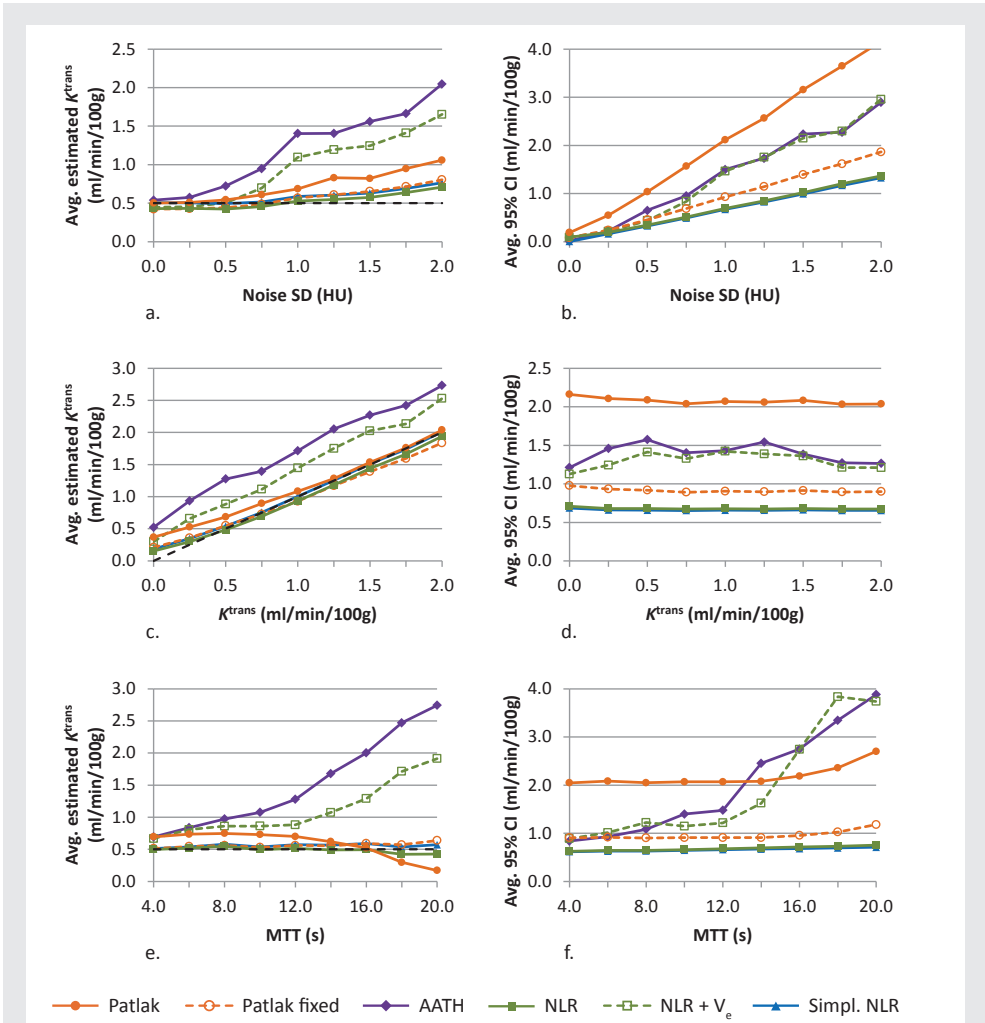 Avg. estimated Ktrans
(ml/min/100g)
2.5
2.0
1.5
1.0
0.5
0.0
0.0 0.5 1.0 1.5 2.0
Noise SD (HU)
a.
Avg. 95% CI (ml/min/100g)
4.0
3.0
2.0
1.0
0.0
0.0 0.5 1.0 1.5 2.0
Noise SD (HU)
b.
Avg. estimated Ktrans
(ml/min/100g)
3.0
2.5
2.0
1.5
1.0
0.5
0.0
0.0 0.5 1.0 1.5 2.0
Ktrans (ml/min/100g)
c.
Avg. 95% CI (ml/min/100g)
2.5
2.0
1.5
1.0
0.5
0.0
0.0 0.5 1.0 1.5 2.0
Ktrans (ml/min/100g)
d.
Avg. estimated Ktrans
(ml/min/100g)
3.0
2.5
2.0
1.5
1.0
0.5
0.0
4.0 8.0 12.0 16.0 20.0
MTT (s)
e.
Avg. 95% CI (ml/min/100g)
4.0
3.0
2.0
1.0
0.0
4.0 8.0 12.0 16.0 20.0
MTT (s)
f.
Patlak Patlak fixed AATH NLR NLR + Ve Simpl. NLR